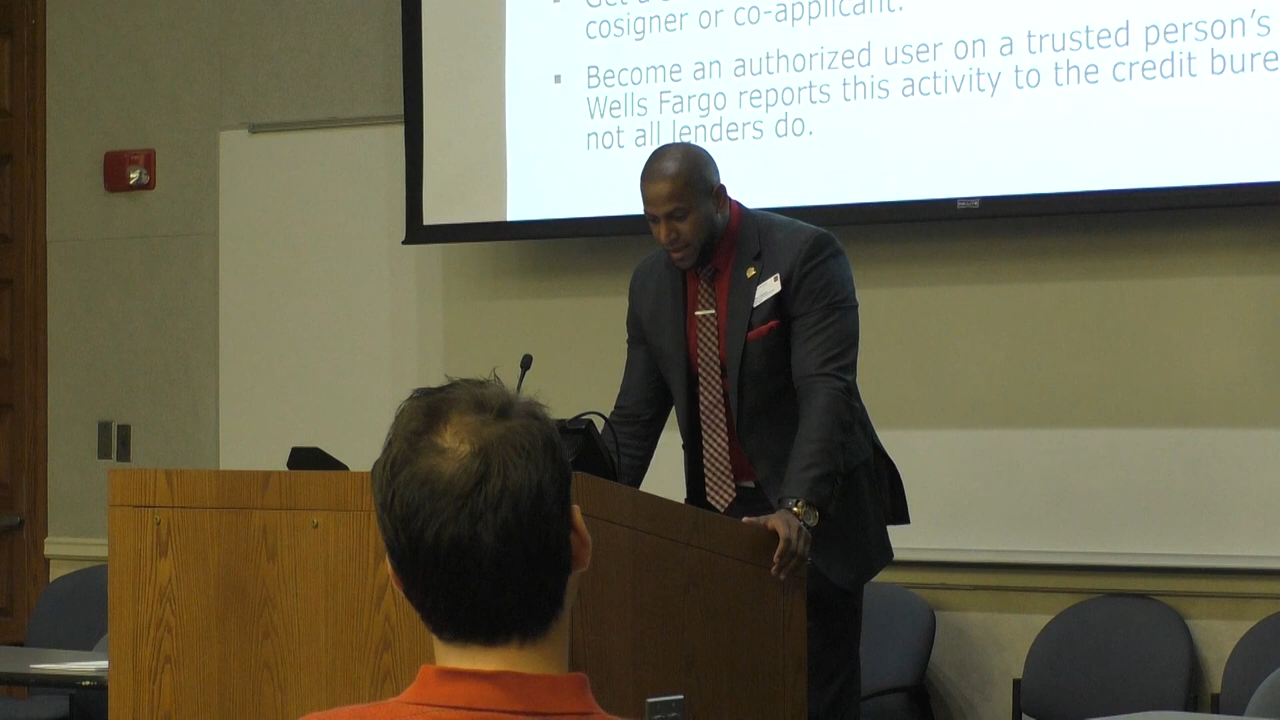 cosigner or co-applicant.
Become an authorized user on a trusted person's
Wells Fargo reports this activity to the credit bure
not all lenders do.